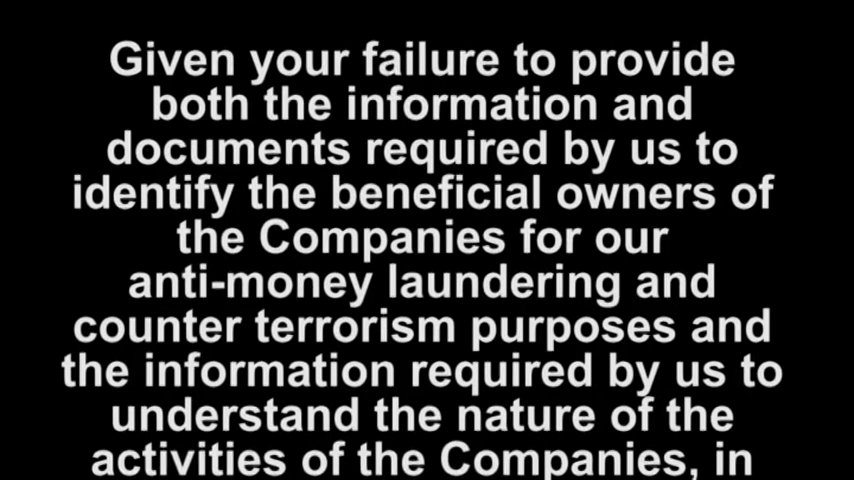 Given your failure to provide
both the information and
documents required by us to
identify the beneficial owners of
the Companies for our
anti-money laundering and
counter terrorism purposes and
the information required by us to
understand the nature of the
activities of the Companies, in